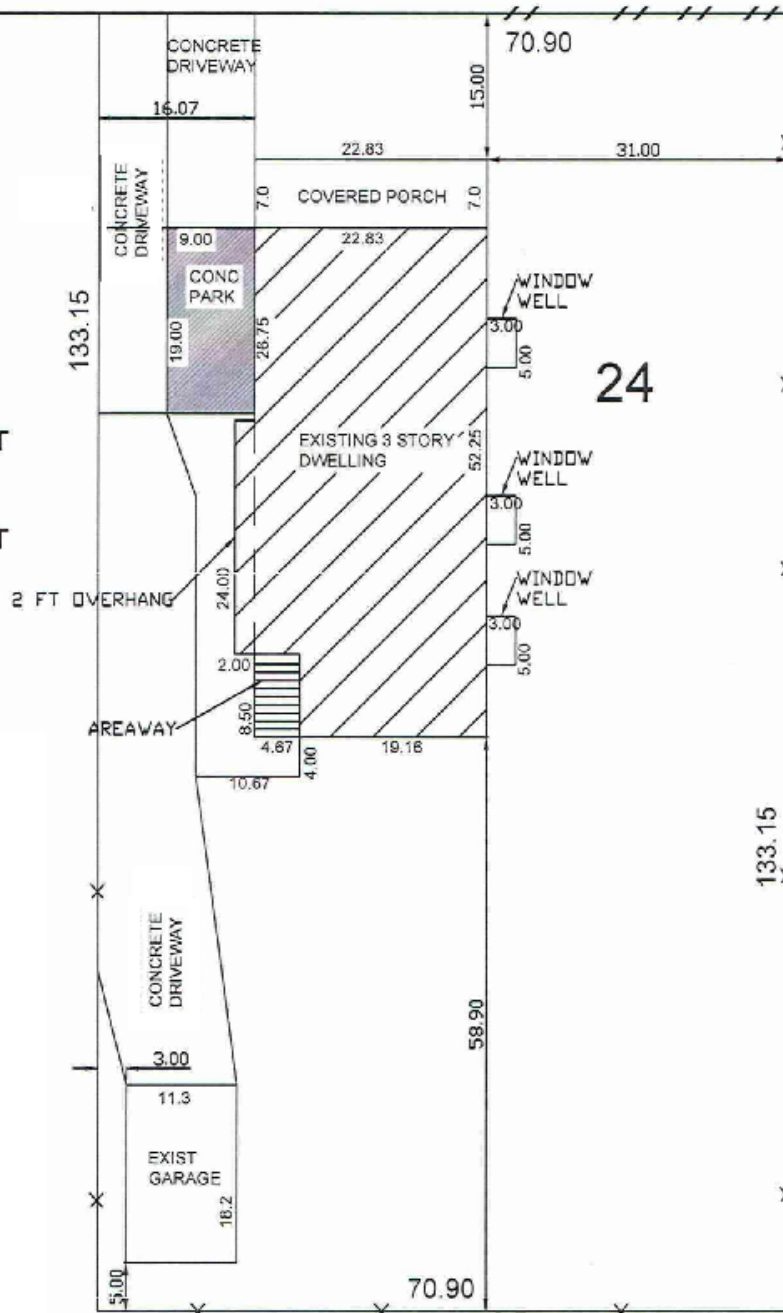 CONCRETE
DRIVEWAY
70.90
15.00
16.07
22.83
31.00
CONCRETE
DRIVEWAY
7.0
COVERED PORCH
7.0
9.00
22.83
CONC
PARK
WINDOW
WELL
3.00
5.00
133.15
19.00
26.75
24
T
EXISTING 3 STORY
DWELLING
52.25
WINDOW
WELL
3.00
5.00
T
2 FT OVERHANG
24.00
WINDOW
WELL
3.00
5.00
2.00
AREAWAY
8.50
4.67
19.16
4.00
10.67
133.15
CONCRETE
DRIVEWAY
58.90
3.00
11.3
EXIST
GARAGE
18.2
5.00
70.90